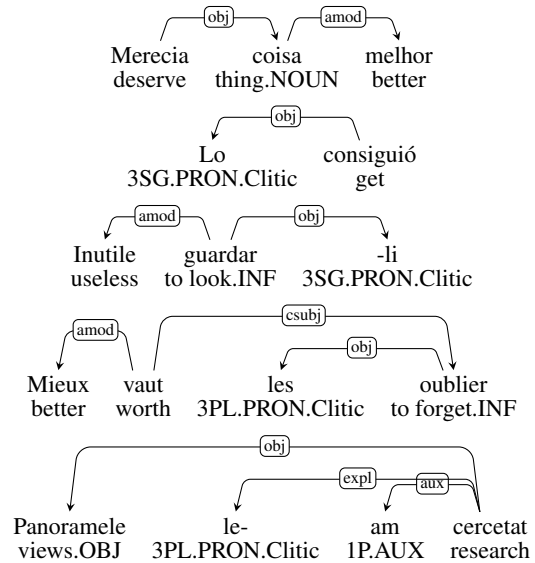 obj amod
Merecia coisa melhor
deserve thing.NOUN better
obj
Lo consiguió
3SG.PRON.Clitic get
amod obj
Inutile guardar -li
useless to look.INF 3SG.PRON.Clitic
csubj
amod obj
Mieux vaut les oublier
better worth 3PL.PRON.Clitic to forget.INF
obj
expl aux
Panoramele le- am cercetat
views.OBJ 3PL.PRON.Clitic 1P.AUX research